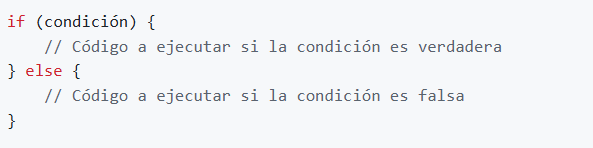 if (condición) {
    // Código a ejecutar si la condición es verdadera
} else {
    // Código a ejecutar si la condición es falsa
}